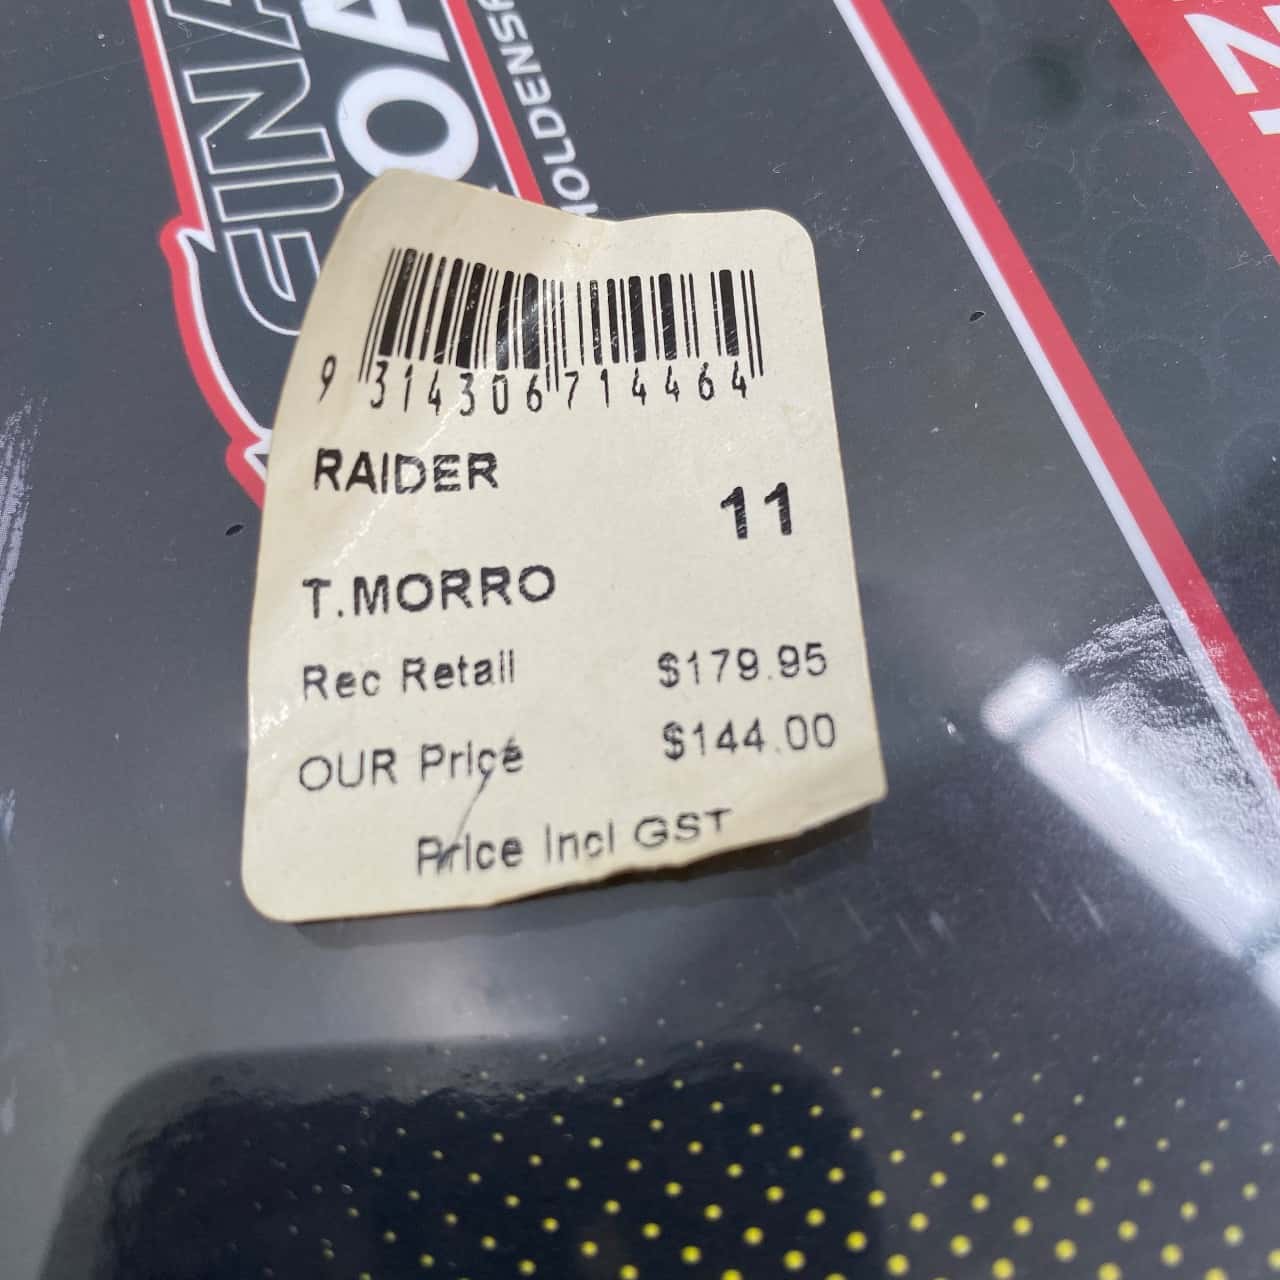 9 314306 714464
RAIDER
11
T.MORRO
Rec Retail $179.95
OUR Price $144.00
Price Incl GST